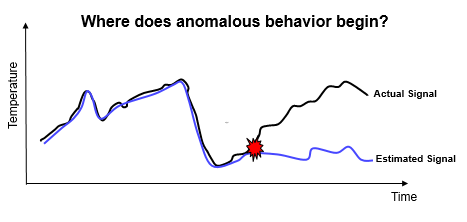 Where does anomalous behavior begin?
Temperature
Actual Signal
Estimated Signal
Time